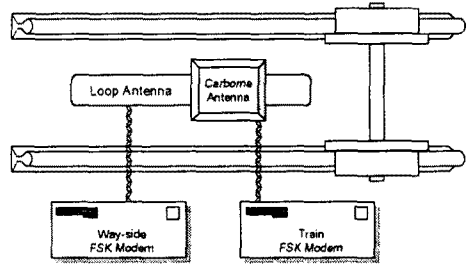 Loop Antenna
Carborne
Antenna
Way-side
FSK Modem
Train
FSK Modem